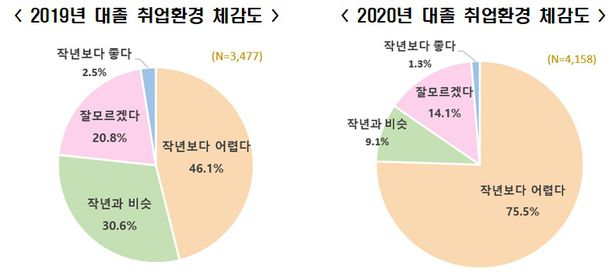 < 2019년 대졸 취업환경 체감도 >
(N=3,477)
작년보다 좋다
2.5%
잘모르겠다
20.8%
작년보다 어렵다
46.1%
작년과 비슷
30.6%
< 2020년 대졸 취업환경 체감도 >
(N=4,158)
작년보다 좋다
1.3%
잘모르겠다
14.1%
작년과 비슷
9.1%
작년보다 어렵다
75.5%